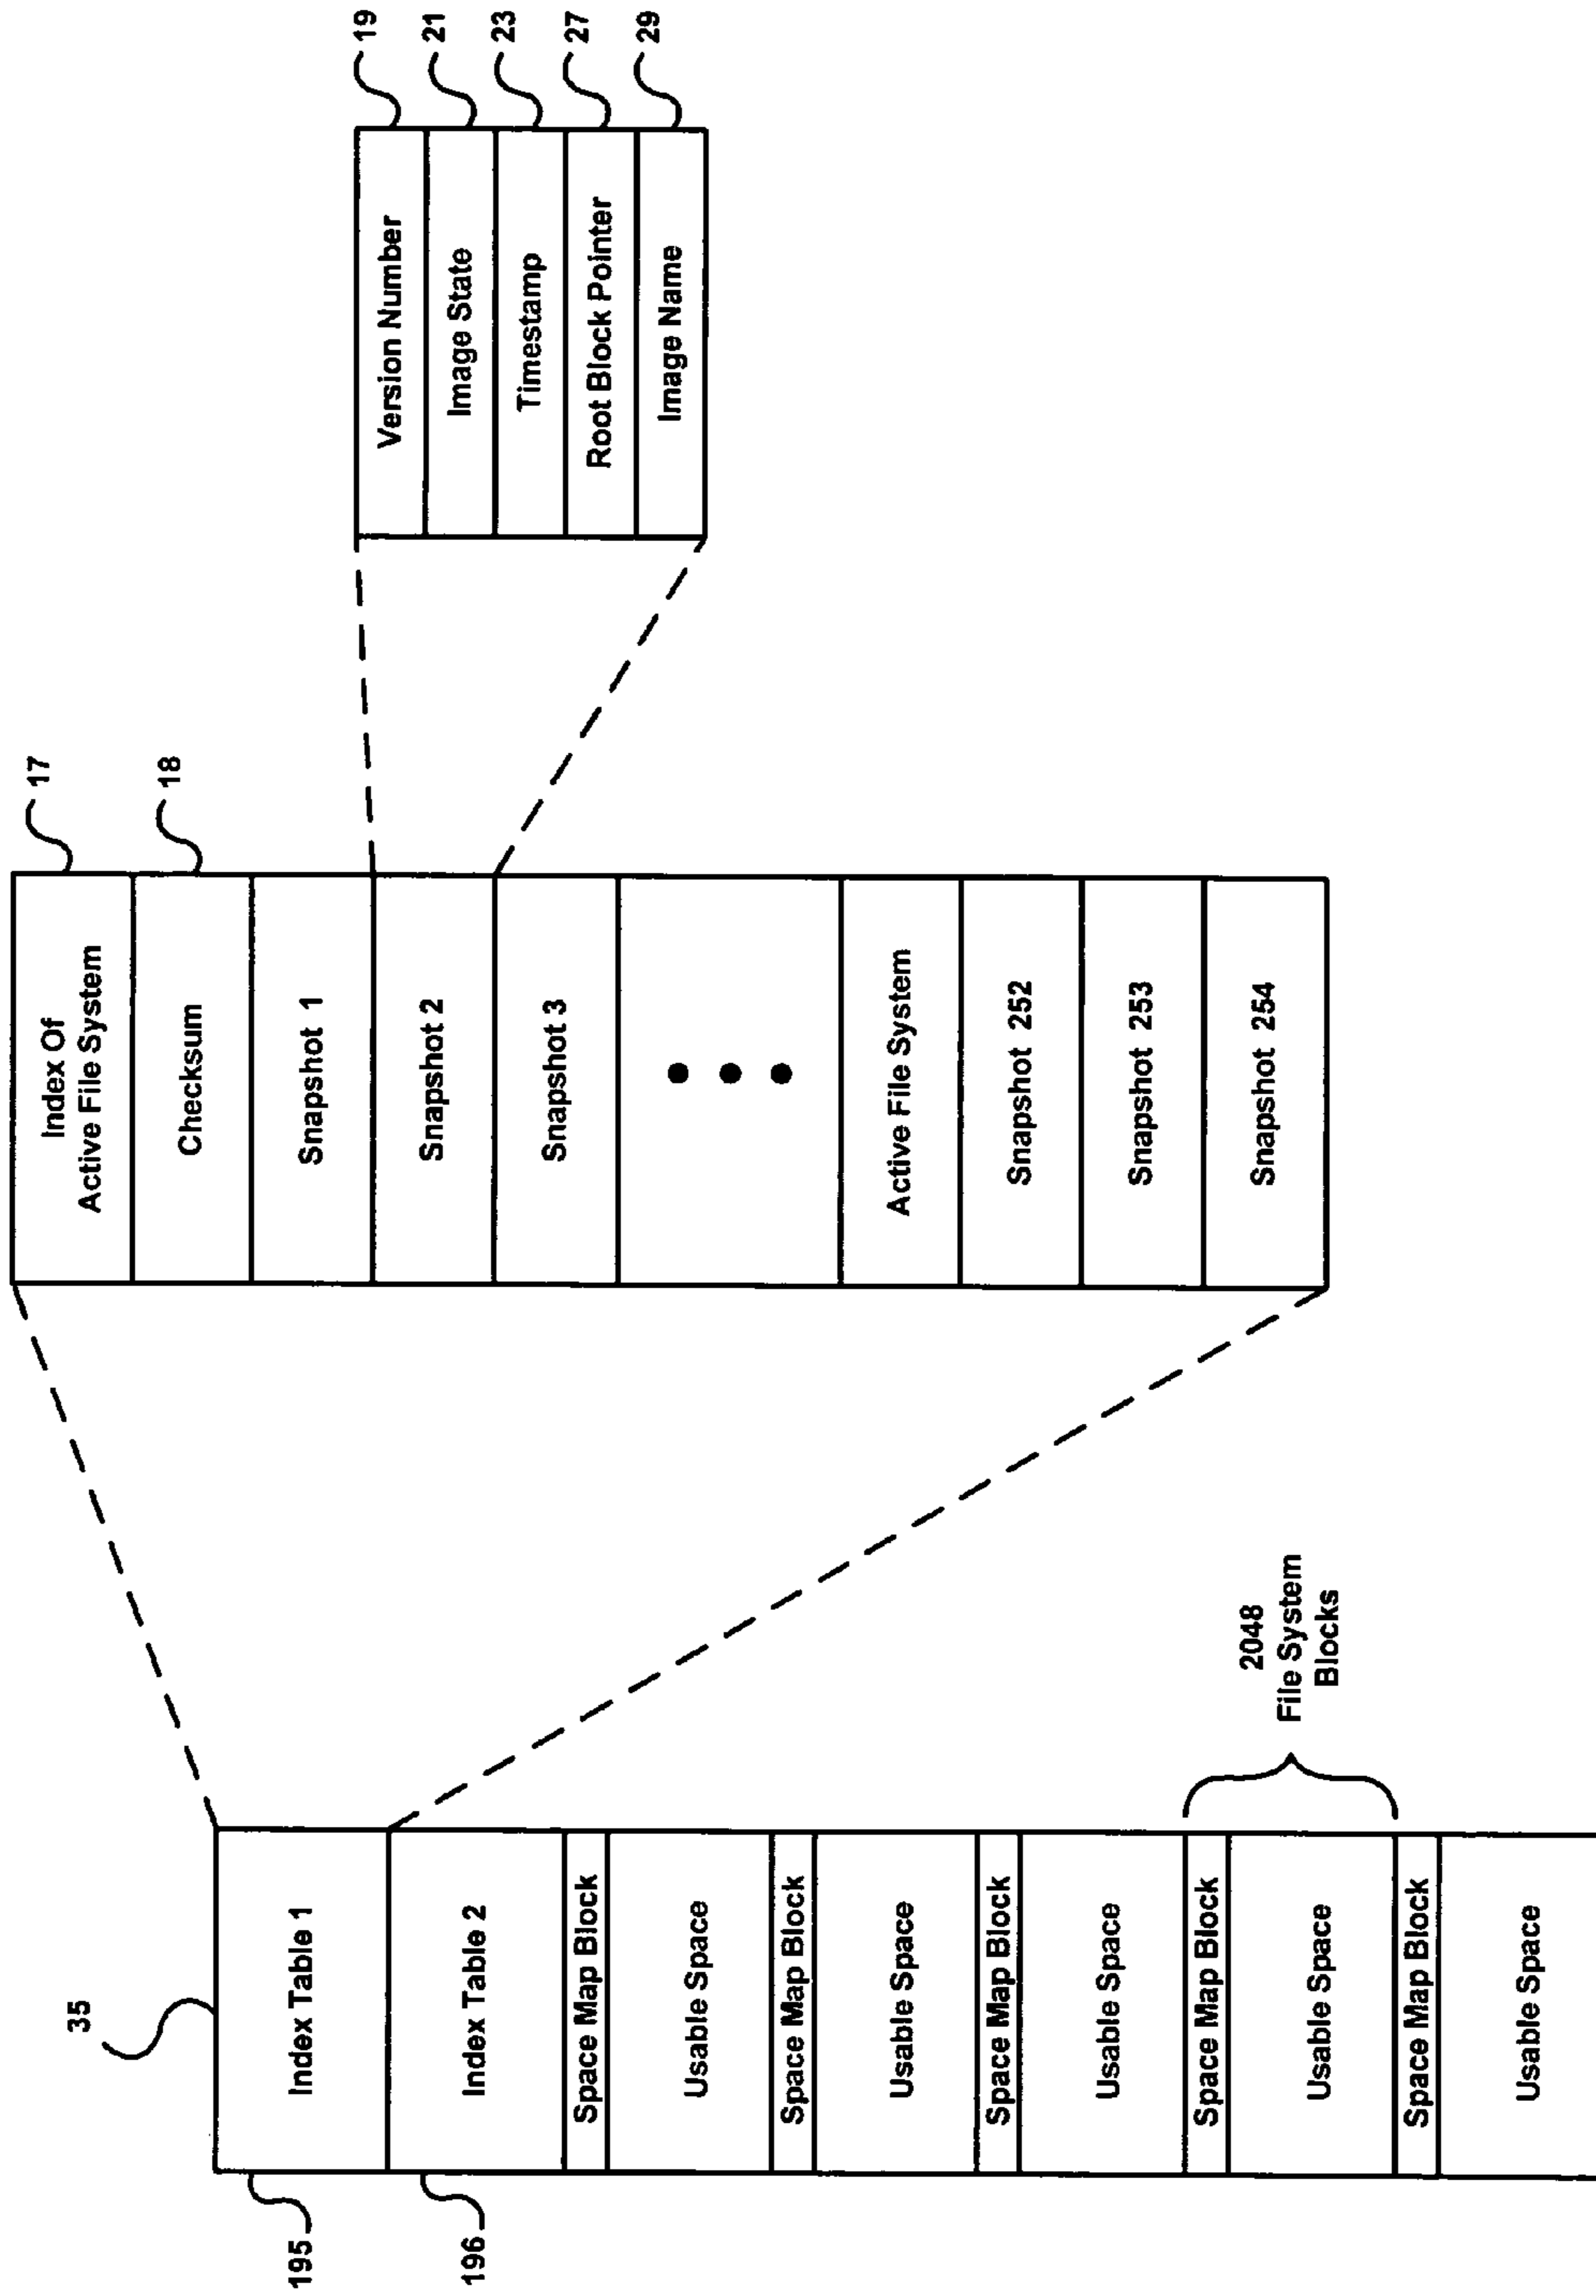 35
195
Index Table 1
196
Index Table 2
Space Map Block
Usable Space
Space Map Block
Usable Space
Space Map Block
Usable Space
Space Map Block
Usable Space
Space Map Block
Usable Space
2048
File System
Blocks
Index Of
Active File System
17
Checksum
18
Snapshot 1
Snapshot 2
Snapshot 3
Active File System
Snapshot 252
Snapshot 253
Snapshot 254
Version Number
19
Image State
21
Timestamp
23
Root Block Pointer
27
Image Name
29